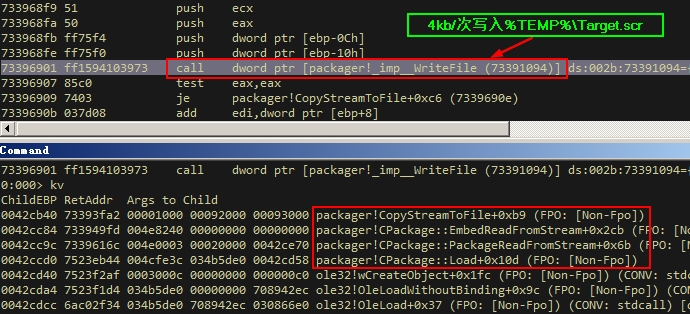 733968f9 51 push ecx
733968fa 50 push eax
733968fb ff75f4 push dword ptr [ebp-0Ch]
733968fe ff75f0 push dword ptr [ebp-10h]
4kb/次写入%TEMP%\Target.scr
73396901 ff1594103973 call dword ptr [packager!_imp__WriteFile (73391094)] ds:002b:73391094={
73396907 85c0 test eax,eax
73396909 7403 je packager!CopyStreamToFile+0xc6 (7339690e)
7339690b 037d08 add edi,dword ptr [ebp+8]
Command
73396901 ff1594103973 call dword ptr [packager!_imp__WriteFile (73391094)] ds:002b:73391094=
0:000> kv
ChildEBP RetAddr Args to Child
0042cb40 73393fa2 00001000 00092000 00093000 packager!CopyStreamToFile+0xb9 (FPO: [Non-Fpo])
0042cc84 733949fd 004e8240 00000000 00000000 packager!CPackage::EmbedReadFromStream+0x2cb (FPO: [Non-Fpo])
0042cc9c 7339616c 004e0003 00020000 0042ce70 packager!CPackage::PackageReadFromStream+0x6b (FPO: [Non-Fpo])
0042ccd0 7523eb44 004cfe3c 034b5de0 0042cd58 packager!CPackage::Load+0x10d (FPO: [Non-Fpo])
0042cd40 7523f2af 0003000c 00000000 00000000 ole32!wCreateObject+0x1fc (FPO: [Non-Fpo]) (CONV: stdc
0042cda4 7523f1d4 034b5de0 00000000 708942ec ole32!OleLoadWithoutBinding+0x9c (FPO: [Non-Fpo]) (CON
0042cdcc 6ac02f34 034b5de0 708942ec 030866e0 ole32!OleLoad+0x37 (FPO: [Non-Fpo]) (CONV: stdcall) [c